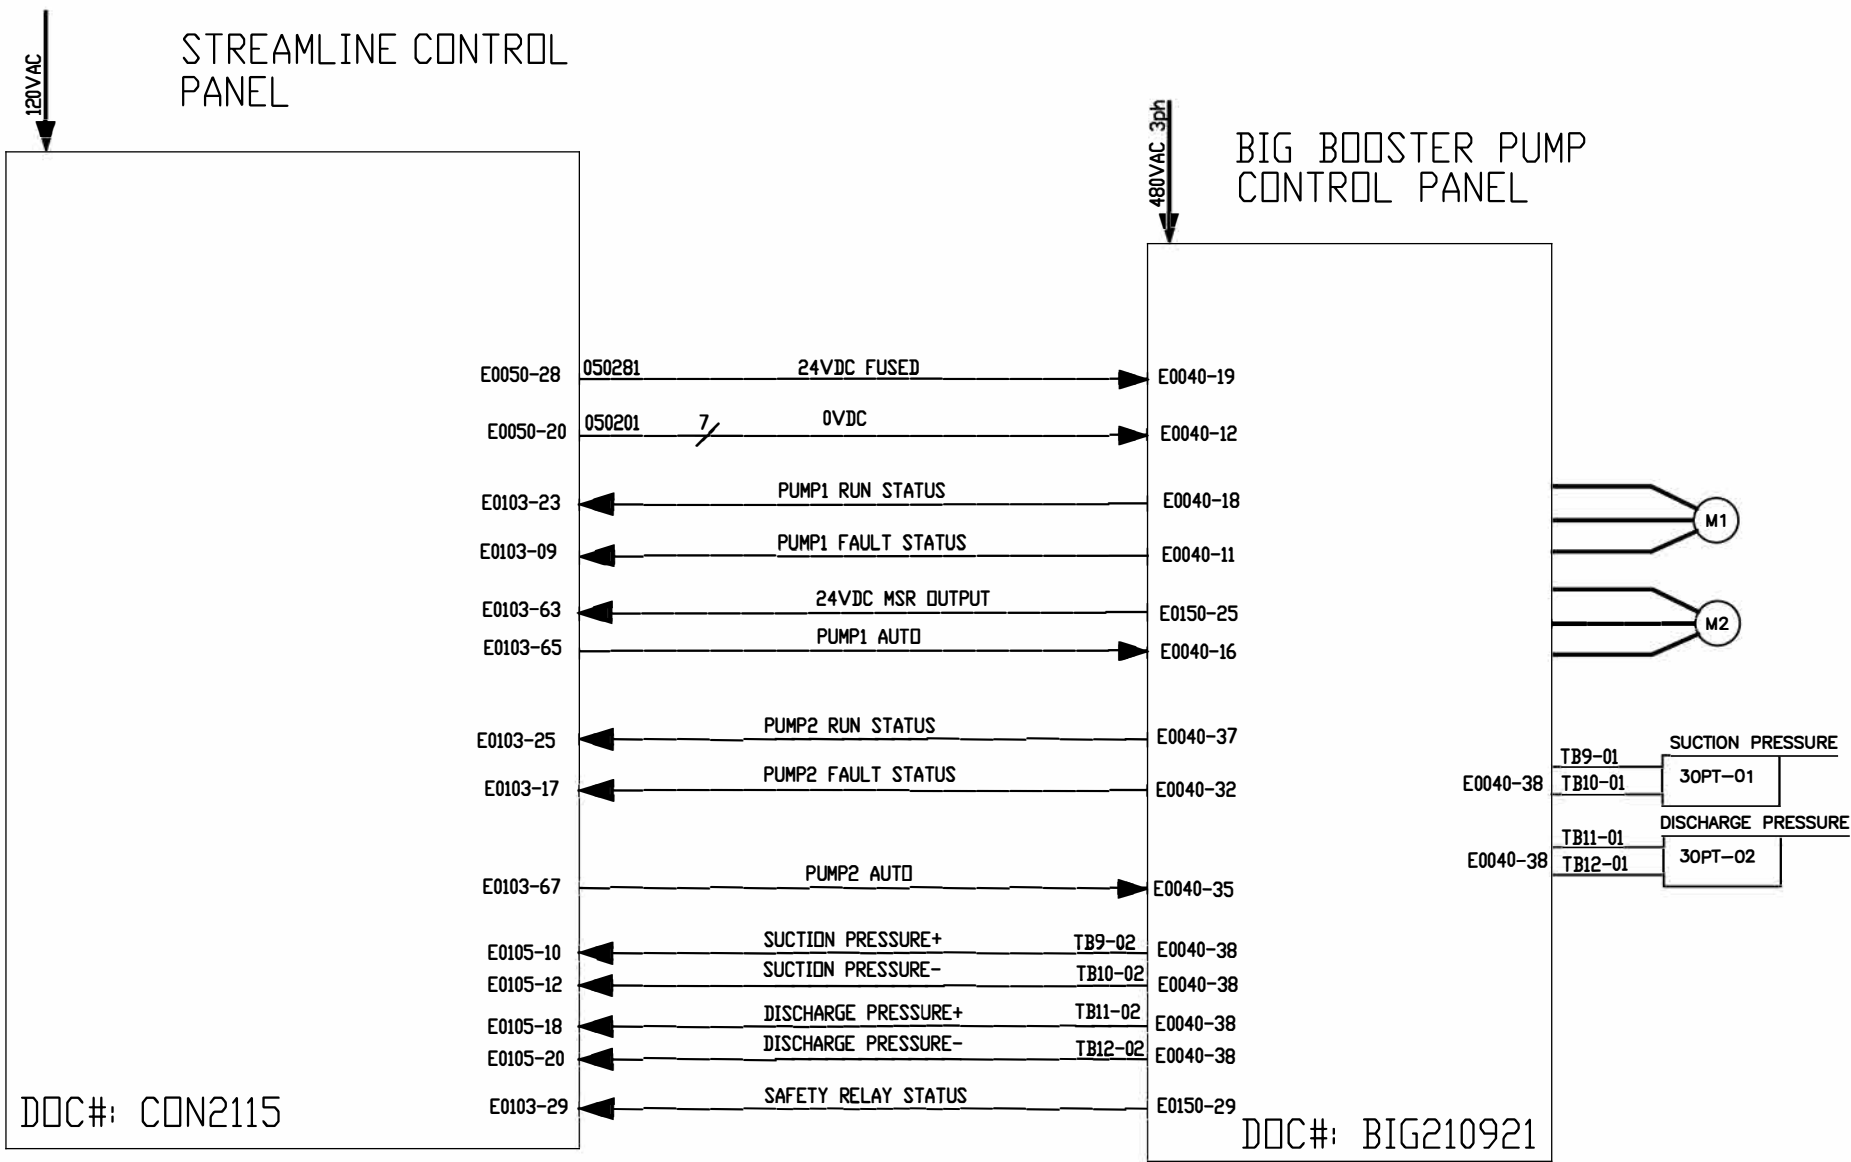 120VAC
STREAMLINE CONTROL
PANEL
480VAC 3ph
BIG BOOSTER PUMP
CONTROL PANEL
E0050-28 050281 24VDC FUSED E0040-19
E0050-20 050201 7 0VDC E0040-12
E0103-23 PUMP1 RUN STATUS E0040-18
M1
E0103-09 PUMP1 FAULT STATUS E0040-11
E0103-63 24VDC MSR OUTPUT E0150-25
M2
E0103-65 PUMP1 AUTO E0040-16
E0103-25 PUMP2 RUN STATUS E0040-37
SUCTION PRESSURE
TB9-01
30PT-01
E0040-38 TB10-01
E0103-17 PUMP2 FAULT STATUS E0040-32
DISCHARGE PRESSURE
TB11-01
30PT-02
E0040-38 TB12-01
E0103-67 PUMP2 AUTO E0040-35
E0105-10 SUCTION PRESSURE+ TB9-02 E0040-38
E0105-12 SUCTION PRESSURE- TB10-02 E0040-38
E0105-18 DISCHARGE PRESSURE+ TB11-02 E0040-38
E0105-20 DISCHARGE PRESSURE- TB12-02 E0040-38
E0103-29 SAFETY RELAY STATUS E0150-29
DOC#: CON2115
DOC#: BIG210921